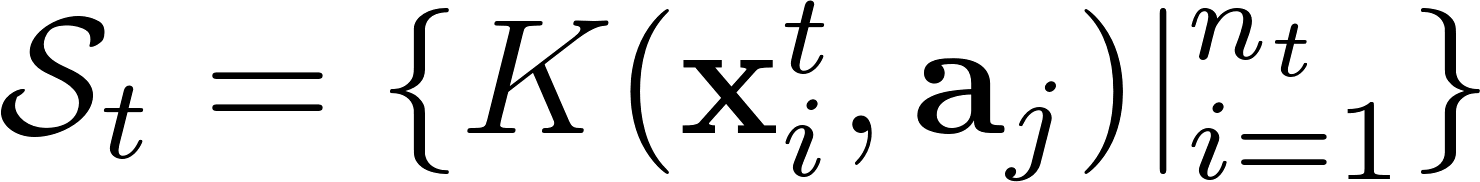 $\mathcal{S}_t = \{K(\mathbf{x}_i^t, \mathbf{a}_j)|_{i=1}^{n_t}\}$